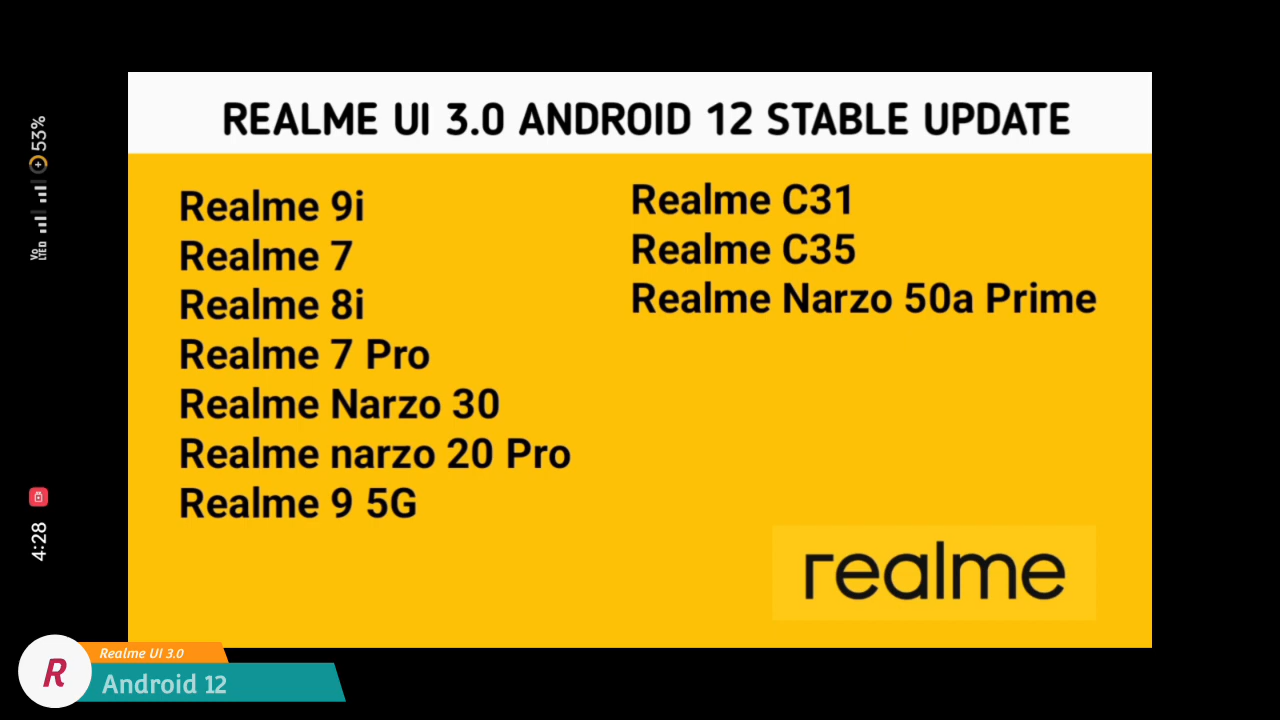 REALME UI 3.0 ANDROID 12 STABLE UPDATE
Realme 9i
Realme 7
Realme 8i
Realme 7 Pro
Realme Narzo 30
Realme narzo 20 Pro
Realme 9 5G
Realme C31
Realme C35
Realme Narzo 50a Prime
realme
53%
Vo
LTED
4:28
R
Realme UI 3.0
Android 12